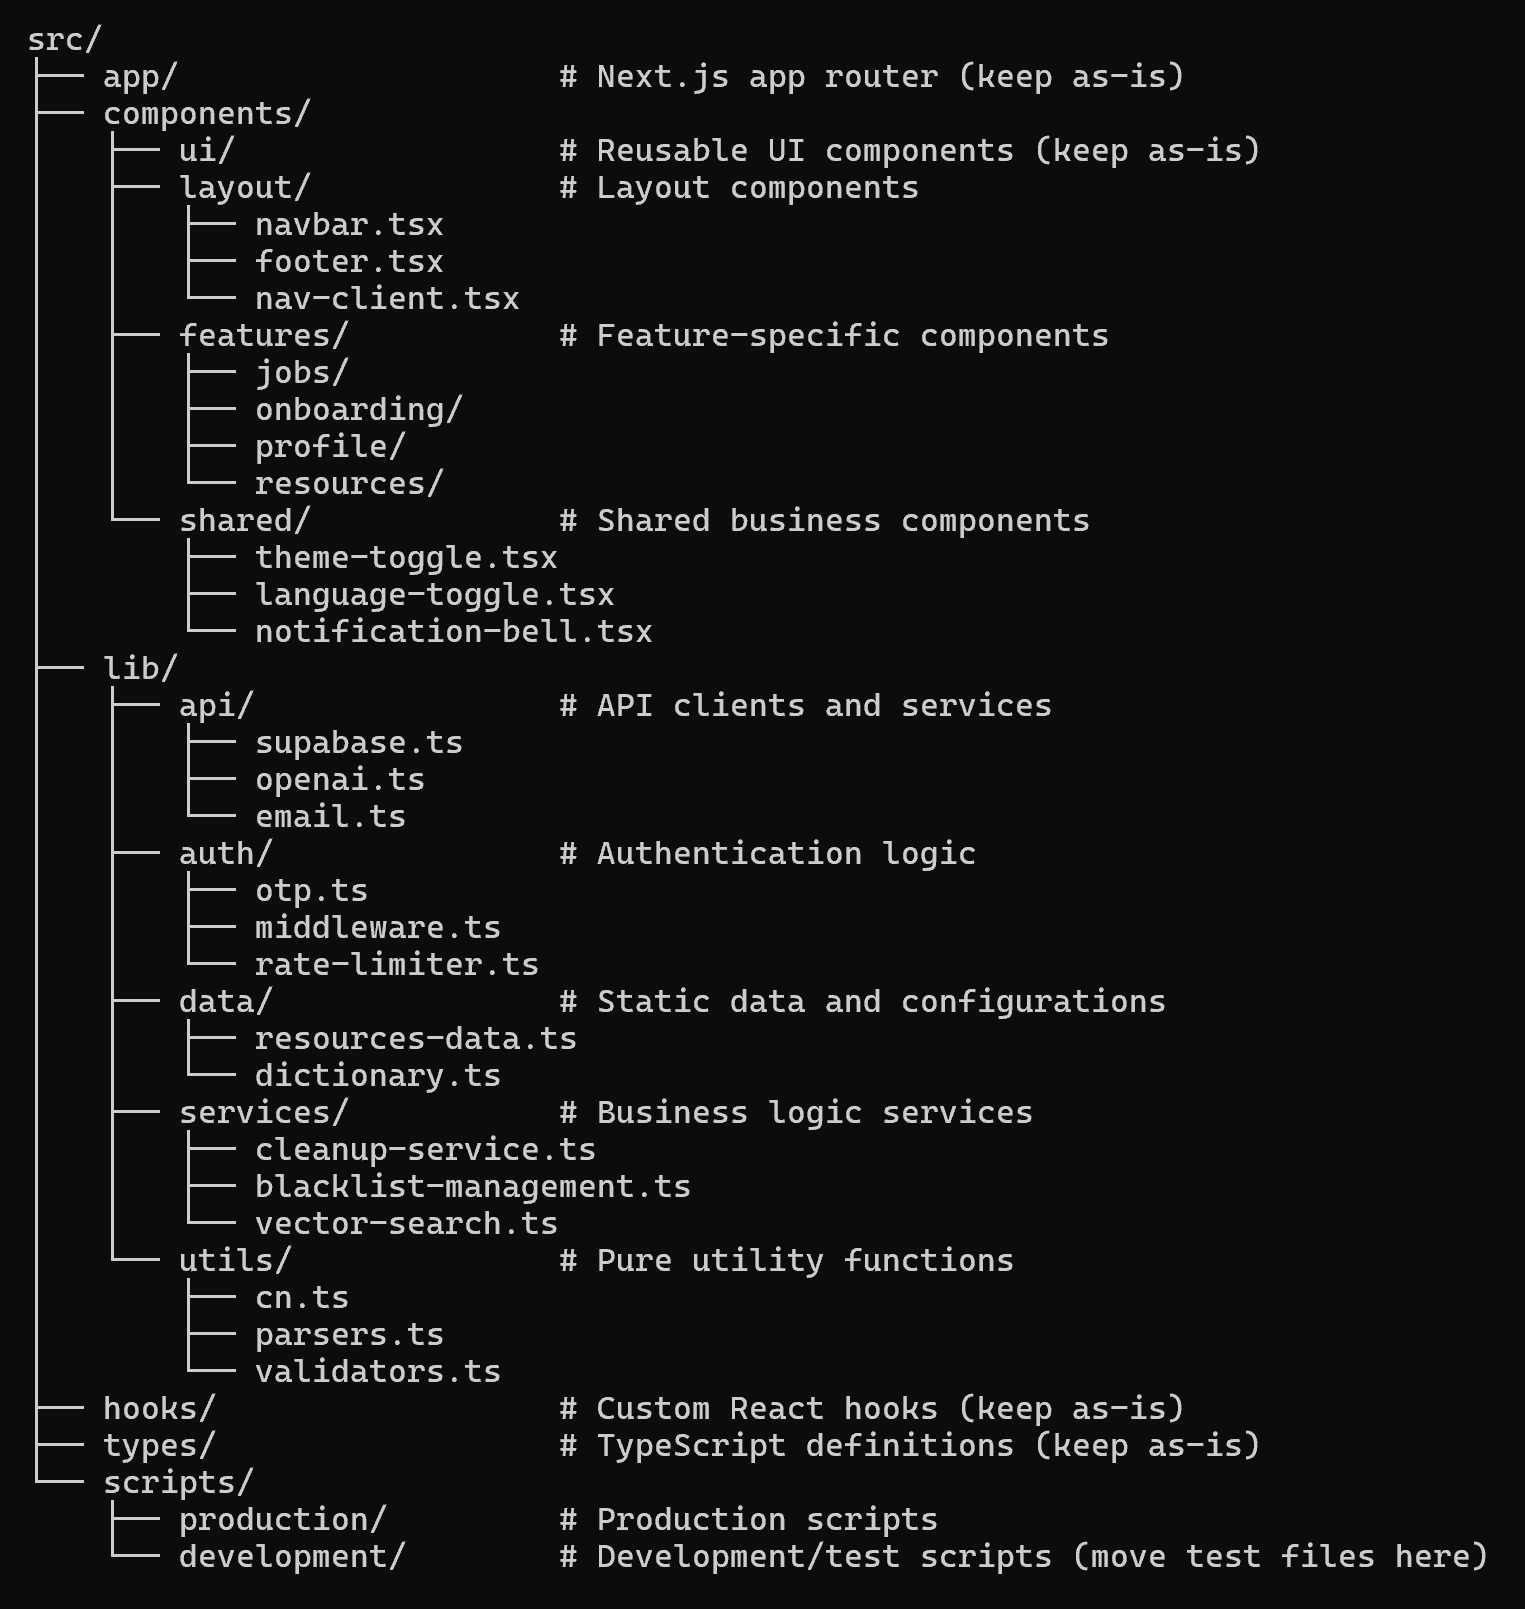 src/
├── app/                    # Next.js app router (keep as-is)
├── components/
│   ├── ui/                 # Reusable UI components (keep as-is)
│   ├── layout/             # Layout components
│   │   ├── navbar.tsx
│   │   ├── footer.tsx
│   │   └── nav-client.tsx
│   ├── features/           # Feature-specific components
│   │   ├── jobs/
│   │   ├── onboarding/
│   │   ├── profile/
│   │   └── resources/
│   └── shared/             # Shared business components
│       ├── theme-toggle.tsx
│       ├── language-toggle.tsx
│       └── notification-bell.tsx
├── lib/
│   ├── api/                # API clients and services
│   │   ├── supabase.ts
│   │   ├── openai.ts
│   │   └── email.ts
│   ├── auth/               # Authentication logic
│   │   ├── otp.ts
│   │   ├── middleware.ts
│   │   └── rate-limiter.ts
│   ├── data/               # Static data and configurations
│   │   ├── resources-data.ts
│   │   └── dictionary.ts
│   ├── services/           # Business logic services
│   │   ├── cleanup-service.ts
│   │   ├── blacklist-management.ts
│   │   └── vector-search.ts
│   └── utils/              # Pure utility functions
│       ├── cn.ts
│       ├── parsers.ts
│       └── validators.ts
├── hooks/                  # Custom React hooks (keep as-is)
├── types/                  # TypeScript definitions (keep as-is)
└── scripts/
    ├── production/         # Production scripts
    └── development/        # Development/test scripts (move test files here)